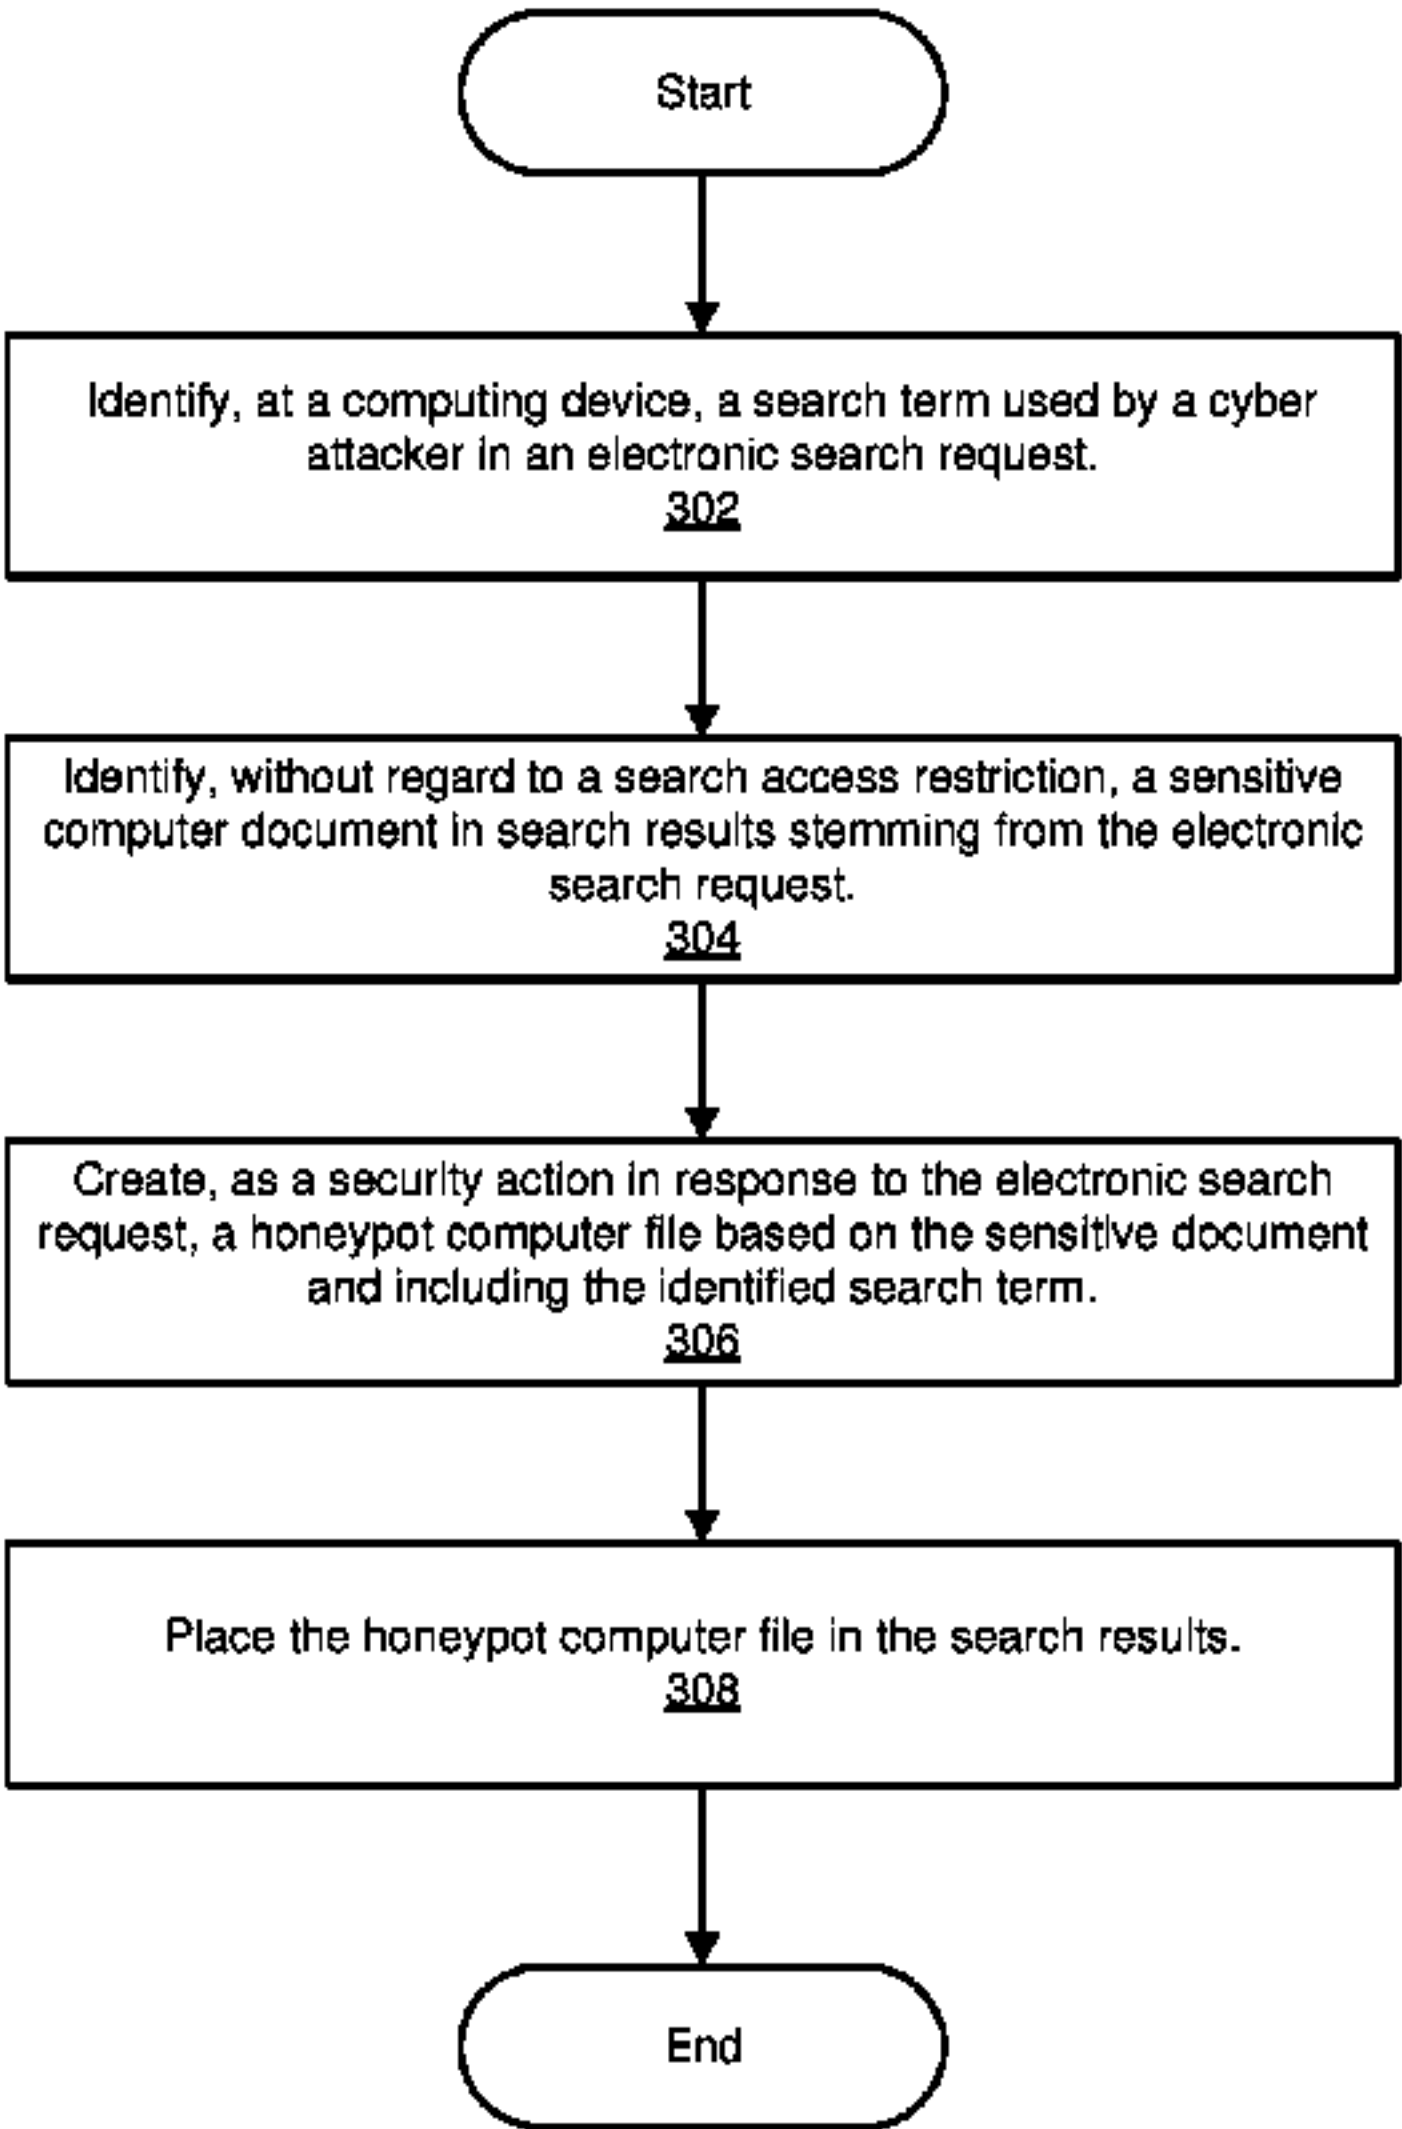 Start
Identify, at a computing device, a search term used by a cyber
attacker in an electronic search request.
302
Identify, without regard to a search access restriction, a sensitive
computer document in search results stemming from the electronic
search request.
304
Create, as a security action in response to the electronic search
request, a honeypot computer file based on the sensitive document
and including the identified search term.
306
Place the honeypot computer file in the search results.
308
End